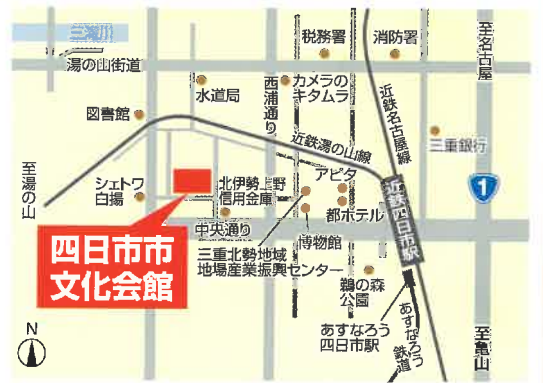 三滝川
湯の山街道
税務署
消防署
至名古屋
水道局
西浦通り
カメラの
キタムラ
図書館
近鉄湯の山線
近鉄名古屋線
三重銀行
至湯の山
シェトワ
白揚
北伊勢上野
信用金庫
アピタ
都ホテル
近鉄四日市駅
1
中央通り
博物館
三重北勢地域
地場産業振興センター
四日市市
文化会館
鵜の森
公園
あすなろう
四日市駅
あすなろう
鉄道
至亀山
N